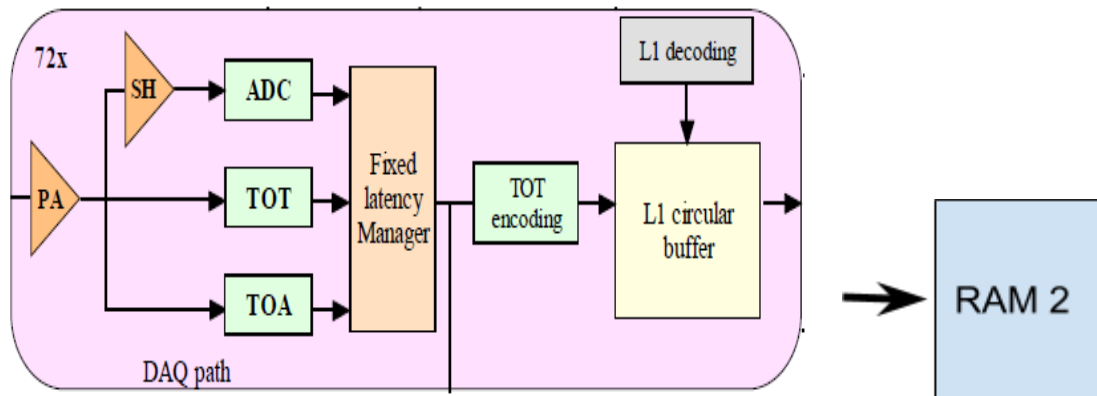 72x
SH
ADC
L1 decoding
PA
TOT
Fixed
latency
Manager
TOT
encoding
L1 circular
buffer
TOA
DAQ path
RAM 2